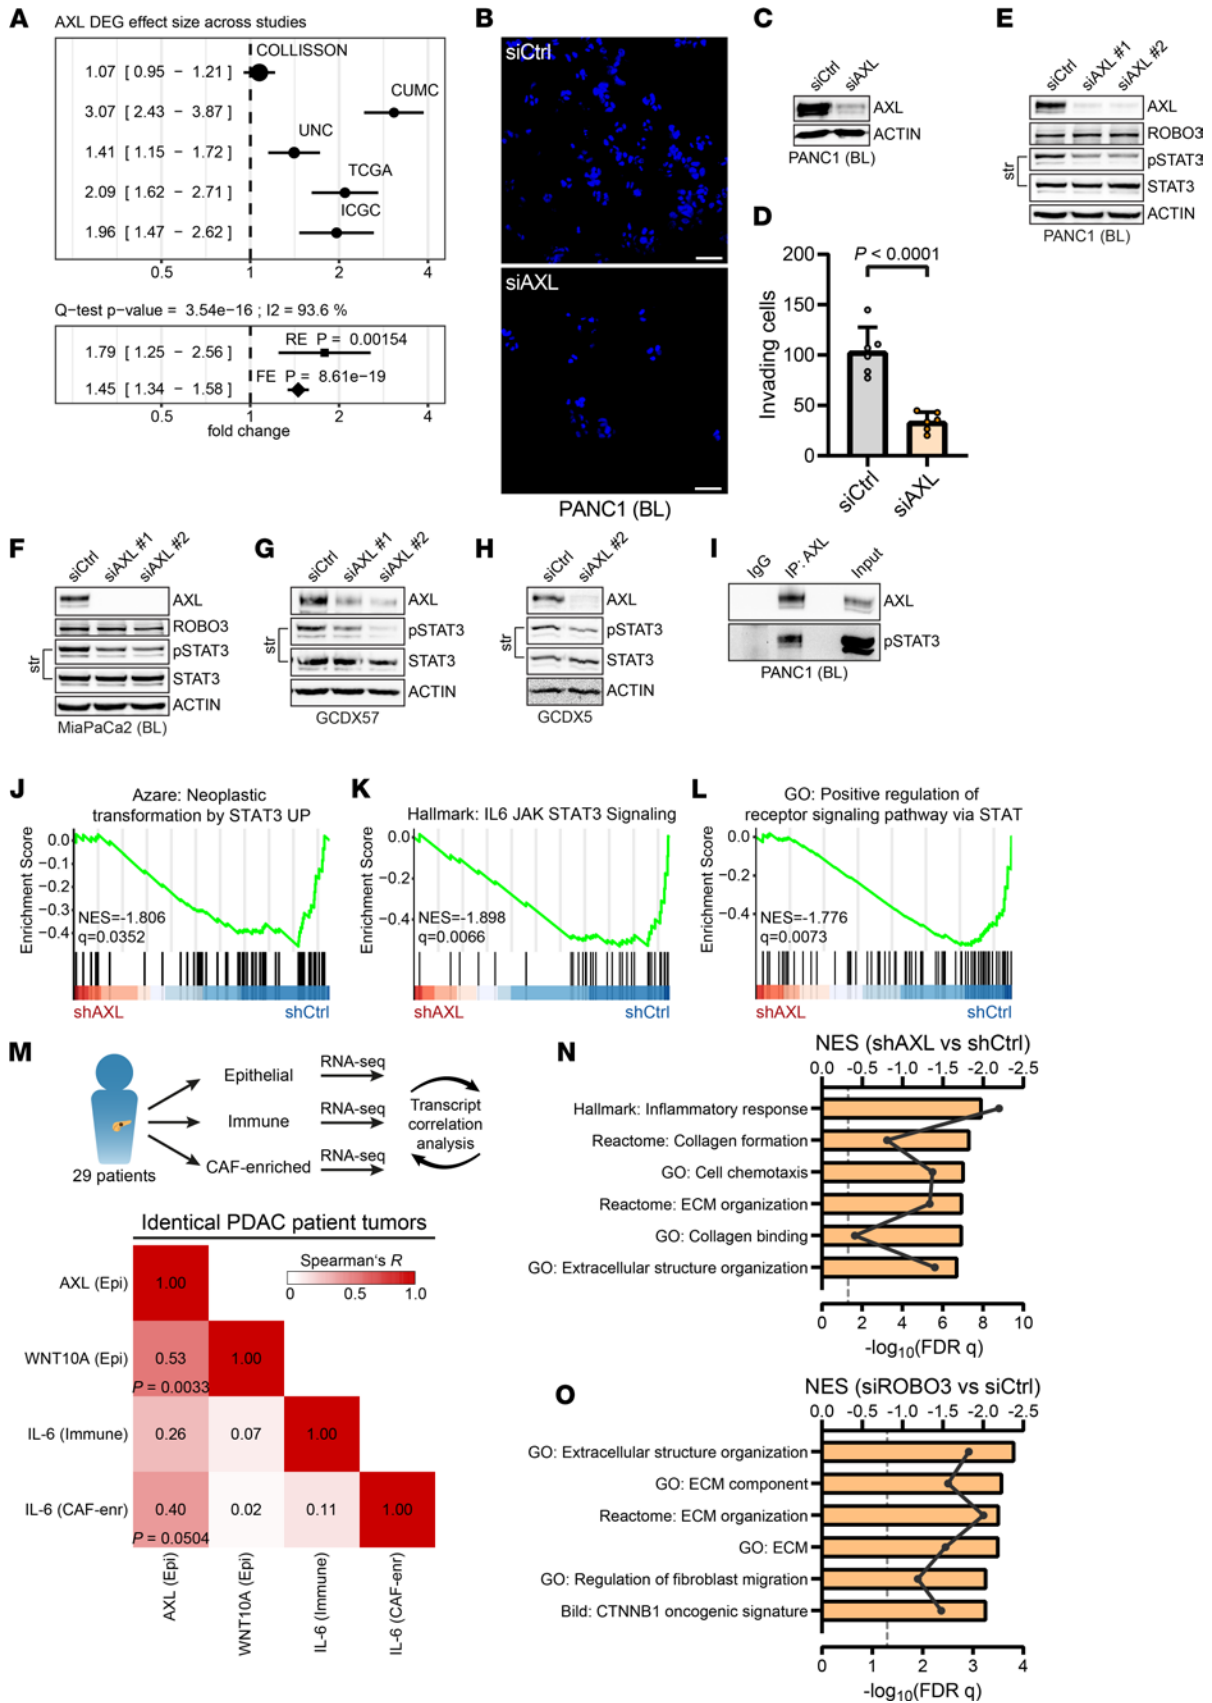 A
AXL DEG effect size across studies
COLLISSON
1.07 [ 0.95 – 1.21 ]
CUMC
3.07 [ 2.43 – 3.87 ]
UNC
1.41 [ 1.15 – 1.72 ]
TCGA
2.09 [ 1.62 – 2.71 ]
ICGC
1.96 [ 1.47 – 2.62 ]
0.5 1 2 4
Q-test p-value = 3.54e-16 ; I2 = 93.6 %
RE P = 0.00154
1.79 [ 1.25 – 2.56 ]
FE P = 8.61e-19
1.45 [ 1.34 – 1.58 ]
0.5 1 2 4
fold change
B
siCtrl
siAXL
PANC1 (BL)
C
siCtrl siAXL
AXL
ACTIN
PANC1 (BL)
D
P < 0.0001
Invading cells
200
150
100
50
0
siCtrl siAXL
E
siCtrl siAXL #1 siAXL #2
AXL
ROBO3
str
pSTAT3
STAT3
ACTIN
PANC1 (BL)
F
siCtrl siAXL #1 siAXL #2
AXL
ROBO3
str
pSTAT3
STAT3
ACTIN
MiaPaCa2 (BL)
G
siCtrl siAXL #1 siAXL #2
AXL
str
pSTAT3
STAT3
ACTIN
GCDX57
H
siCtrl siAXL #2
AXL
str
pSTAT3
STAT3
ACTIN
GCDX5
I
IgG IP: AXL Input
AXL
pSTAT3
PANC1 (BL)
J
Azare: Neoplastic
transformation by STAT3 UP
Enrichment Score
0.0
−0.1
−0.2
−0.3
−0.4
NES=-1.806
q=0.0352
shAXL shCtrl
K
Hallmark: IL6 JAK STAT3 Signaling
Enrichment Score
0.0
−0.2
−0.4
NES=-1.898
q=0.0066
shAXL shCtrl
L
GO: Positive regulation of
receptor signaling pathway via STAT
Enrichment Score
0.0
−0.2
−0.4
NES=-1.776
q=0.0073
shAXL shCtrl
M
29 patients
Epithelial
Immune
CAF-enriched
RNA-seq
RNA-seq
RNA-seq
Transcript
correlation
analysis
Identical PDAC patient tumors
Spearman‘s R
0 0.5 1.0
AXL (Epi) 1.00
WNT10A (Epi) 0.53 1.00
P = 0.0033
IL-6 (Immune) 0.26 0.07 1.00
IL-6 (CAF-enr) 0.40 0.02 0.11 1.00
P = 0.0504
AXL (Epi) WNT10A (Epi) IL-6 (Immune) IL-6 (CAF-enr)
N
NES (shAXL vs shCtrl)
0.0 -0.5 -1.0 -1.5 -2.0 -2.5
Hallmark: Inflammatory response
Reactome: Collagen formation
GO: Cell chemotaxis
Reactome: ECM organization
GO: Collagen binding
GO: Extracellular structure organization
0 2 4 6 8 10
-log10(FDR q)
O
NES (siROBO3 vs siCtrl)
0.0 -0.5 -1.0 -1.5 -2.0 -2.5
GO: Extracellular structure organization
GO: ECM component
Reactome: ECM organization
GO: ECM
GO: Regulation of fibroblast migration
Bild: CTNNB1 oncogenic signature
0 1 2 3 4
-log10(FDR q)